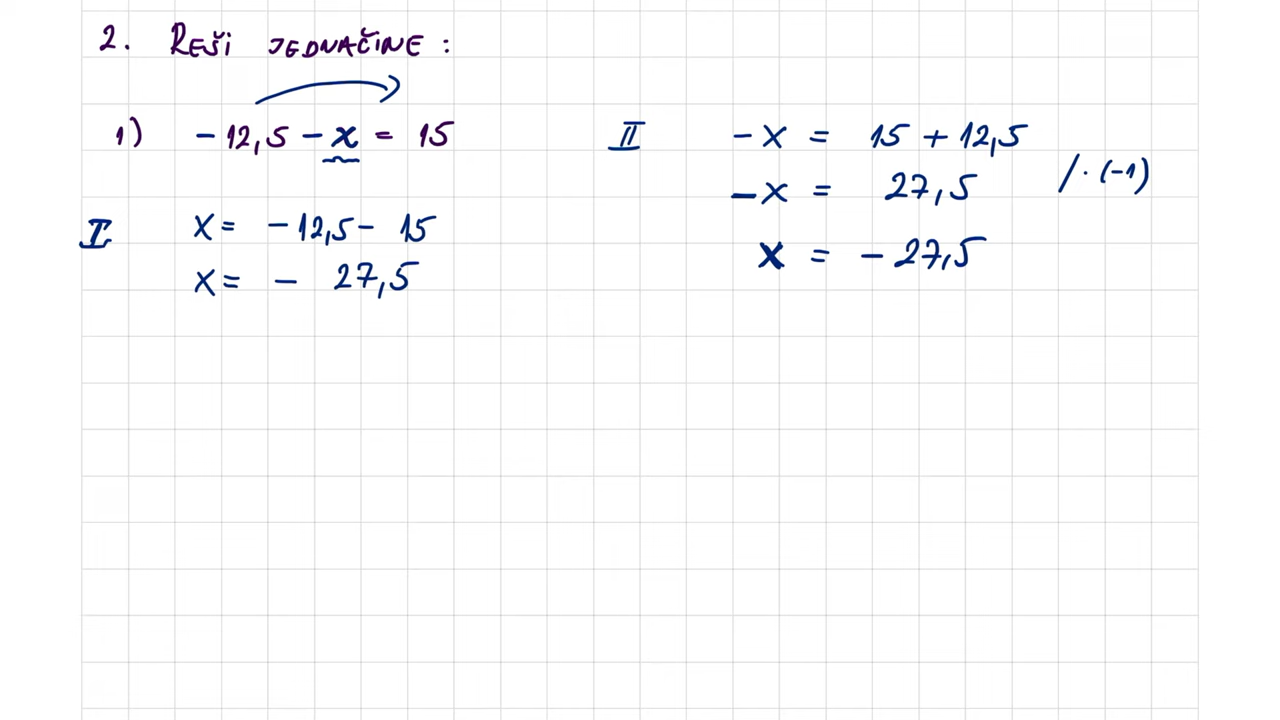 2. REŠI JEDNAČINE :
1) -12,5 - x = 15
I x = -12,5 - 15
x = - 27,5
II -x = 15 + 12,5
-x = 27,5 /· (-1)
x = - 27,5